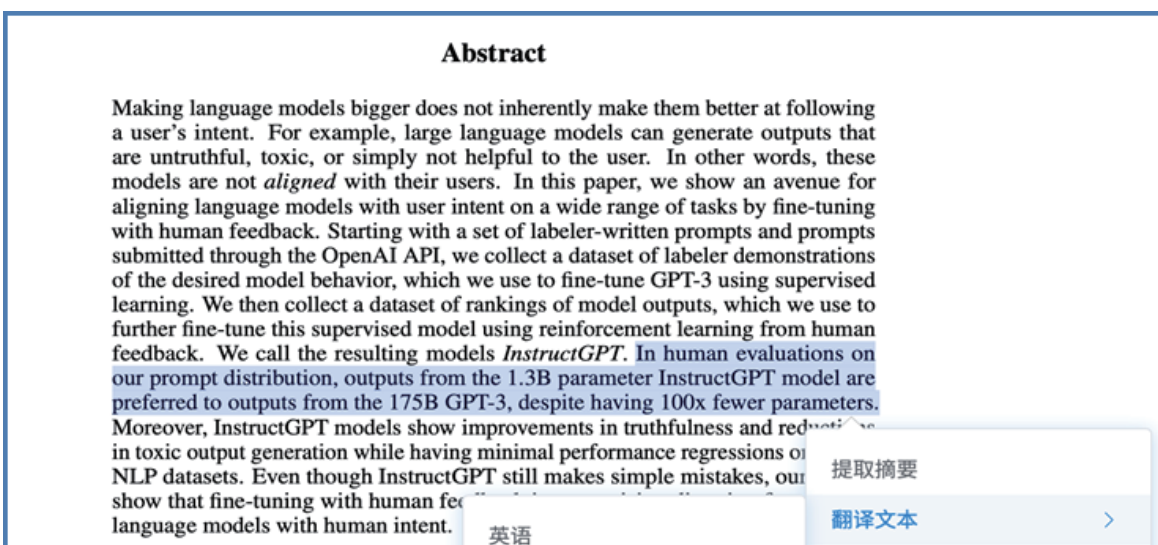 Abstract
Making language models bigger does not inherently make them better at following
a user's intent. For example, large language models can generate outputs that
are untruthful, toxic, or simply not helpful to the user. In other words, these
models are not aligned with their users. In this paper, we show an avenue for
aligning language models with user intent on a wide range of tasks by fine-tuning
with human feedback. Starting with a set of labeler-written prompts and prompts
submitted through the OpenAI API, we collect a dataset of labeler demonstrations
of the desired model behavior, which we use to fine-tune GPT-3 using supervised
learning. We then collect a dataset of rankings of model outputs, which we use to
further fine-tune this supervised model using reinforcement learning from human
feedback. We call the resulting models InstructGPT. In human evaluations on
our prompt distribution, outputs from the 1.3B parameter InstructGPT model are
preferred to outputs from the 175B GPT-3, despite having 100x fewer parameters.
Moreover, InstructGPT models show improvements in truthfulness and
in toxic output generation while having minimal performance regressions
NLP datasets. Even though InstructGPT still makes simple mistakes, our
show that fine-tuning with human
language models with human intent.
提取摘要
翻译文本
英语